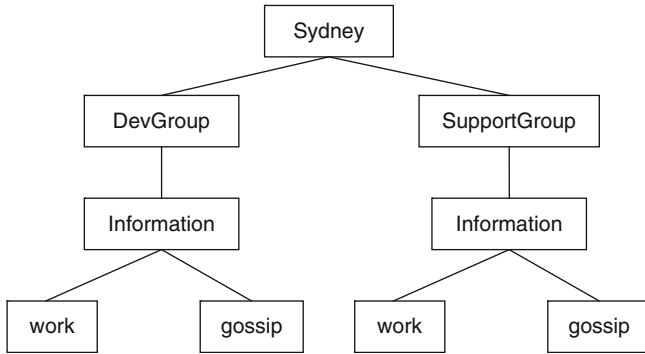 Sydney
DevGroup
SupportGroup
Information
Information
work
gossip
work
gossip